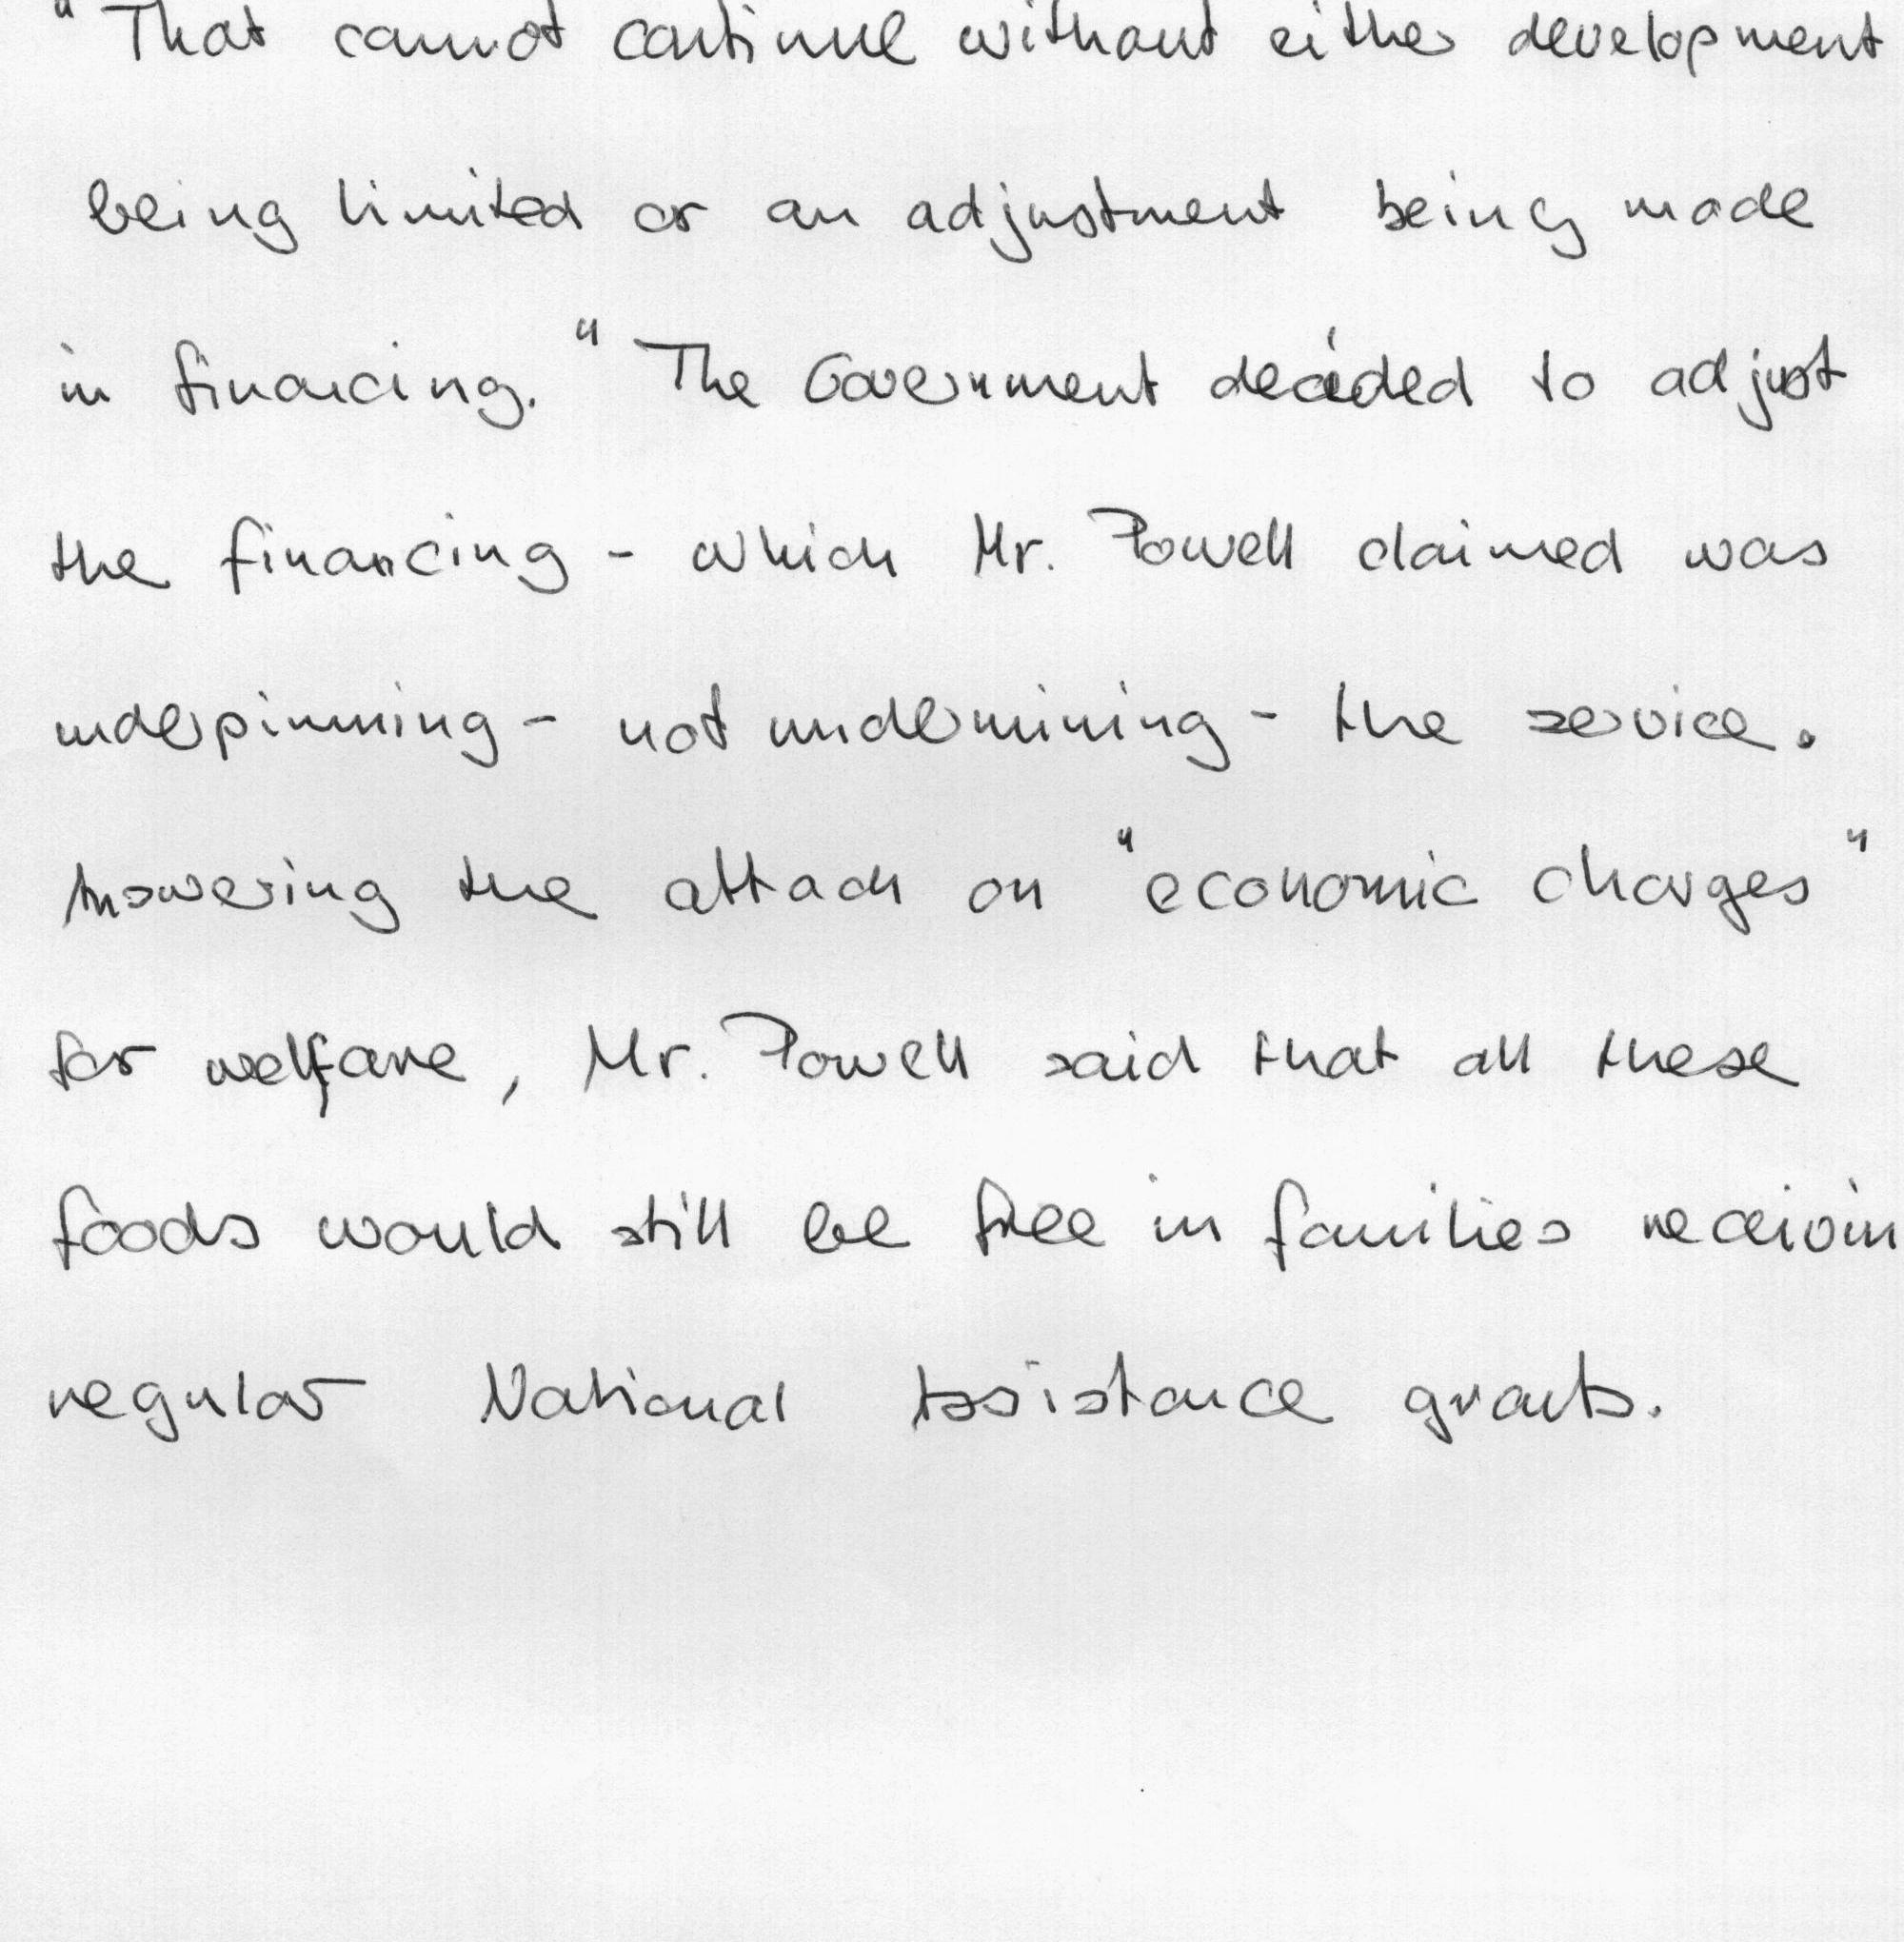 "That cannot continue without either development
being limited or an adjustment being made
in financing." The Government decided to adjust
the financing - which Mr. Powell claimed was
underpinning - not undermining - the service.
Answering the attack on "economic charges"
for welfare, Mr. Powell said that all these
foods would still be free in families receivin
regular National Assistance grants.